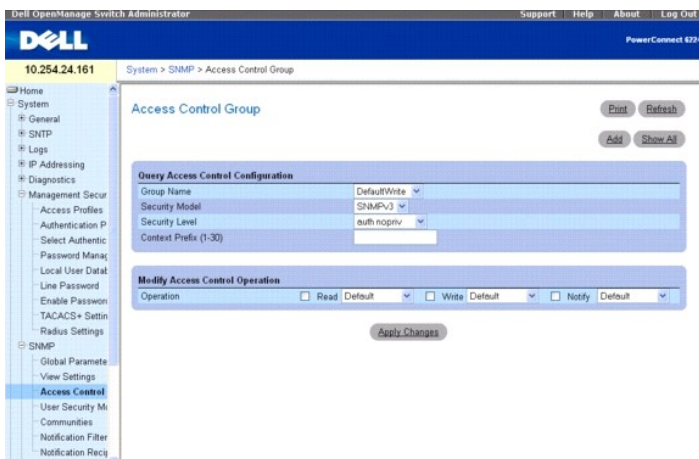 Dell OpenManage Switch Administrator
Support Help About Log Out
DELL
PowerConnect 6224
10.254.24.161
System > SNMP > Access Control Group
Home
System
General
SNTP
Logs
IP Addressing
Diagnostics
Management Secur
Access Profiles
Authentication P
Select Authentic
Password Manag
Local User Datab
Line Password
Enable Password
TACACS+ Settin
Radius Settings
SNMP
Global Paramete
View Settings
Access Control
User Security Mo
Communities
Notification Filter
Notification Recip
Access Control Group
Print Refresh
Add Show All
Query Access Control Configuration
Group Name DefaultWrite
Security Model SNMPv3
Security Level auth nopriv
Context Prefix (1-30)
Modify Access Control Operation
Operation Read Default Write Default Notify Default
Apply Changes